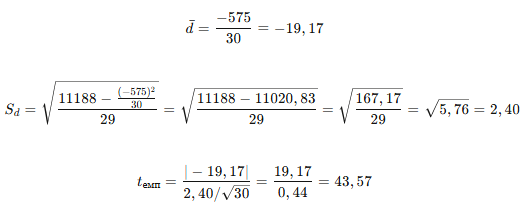 d̄ = −575/30 = −19,17
S_d = √((11188 − (−575)²/30)/29) = √((11188 − 11020,83)/29) = √(167,17/29) = √5,76 = 2,40
t_емп = |−19,17|/(2,40/√30) = 19,17/0,44 = 43,57